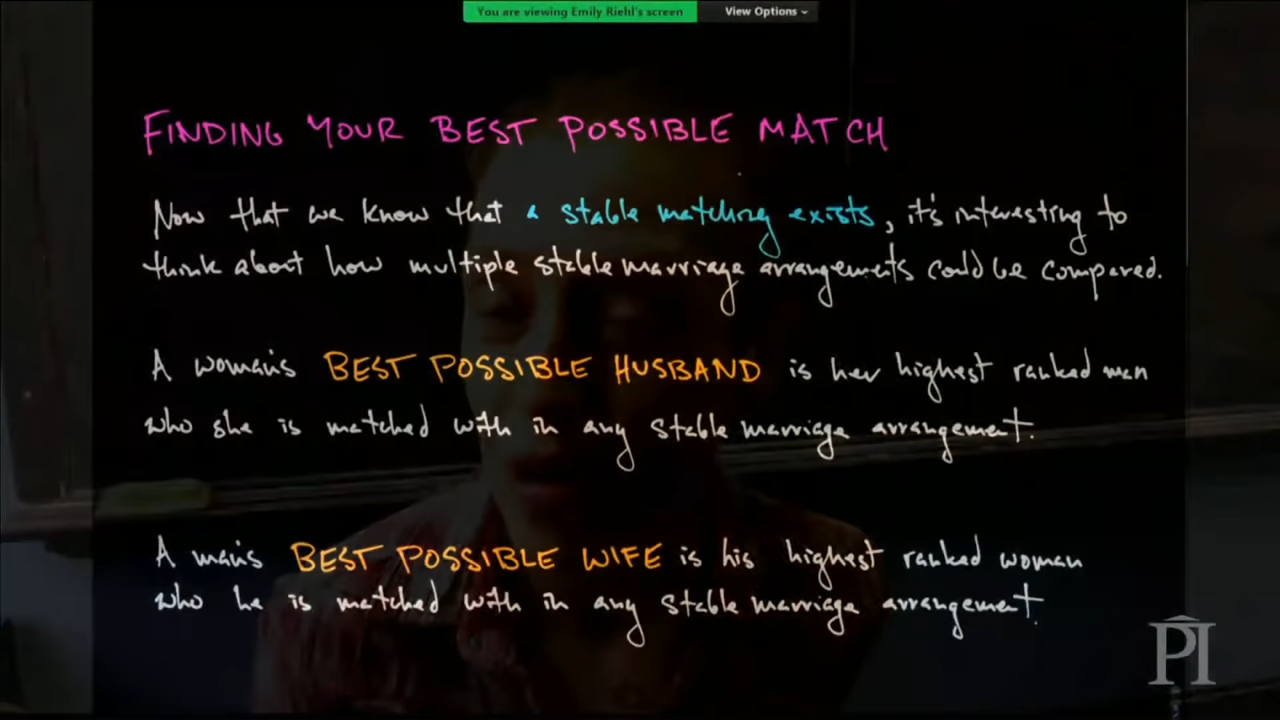 You are viewing Emily Riehl's screen View Options
FINDING YOUR BEST POSSIBLE MATCH
Now that we know that a stable matching exists, it's interesting to
think about how multiple stable marriage arrangements could be compared.
A woman's BEST POSSIBLE HUSBAND is her highest ranked man
who she is matched with in any stable marriage arrangement.
A man's BEST POSSIBLE WIFE is his highest ranked woman
who he is matched with in any stable marriage arrangement.
PI